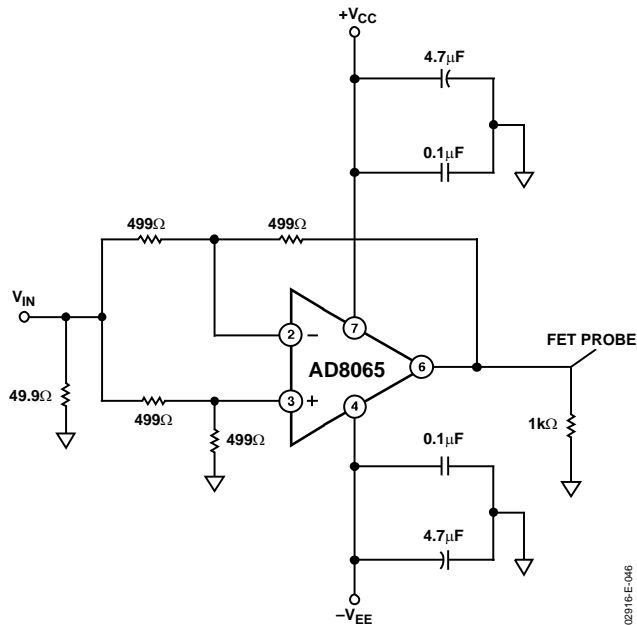 +VCC
4.7μF
0.1μF
499Ω 499Ω
VIN
2 − 7
FET PROBE
AD8065 6
49.9Ω
3 +
499Ω
4
499Ω
1kΩ
0.1μF
4.7μF
−VEE
02916-E-046